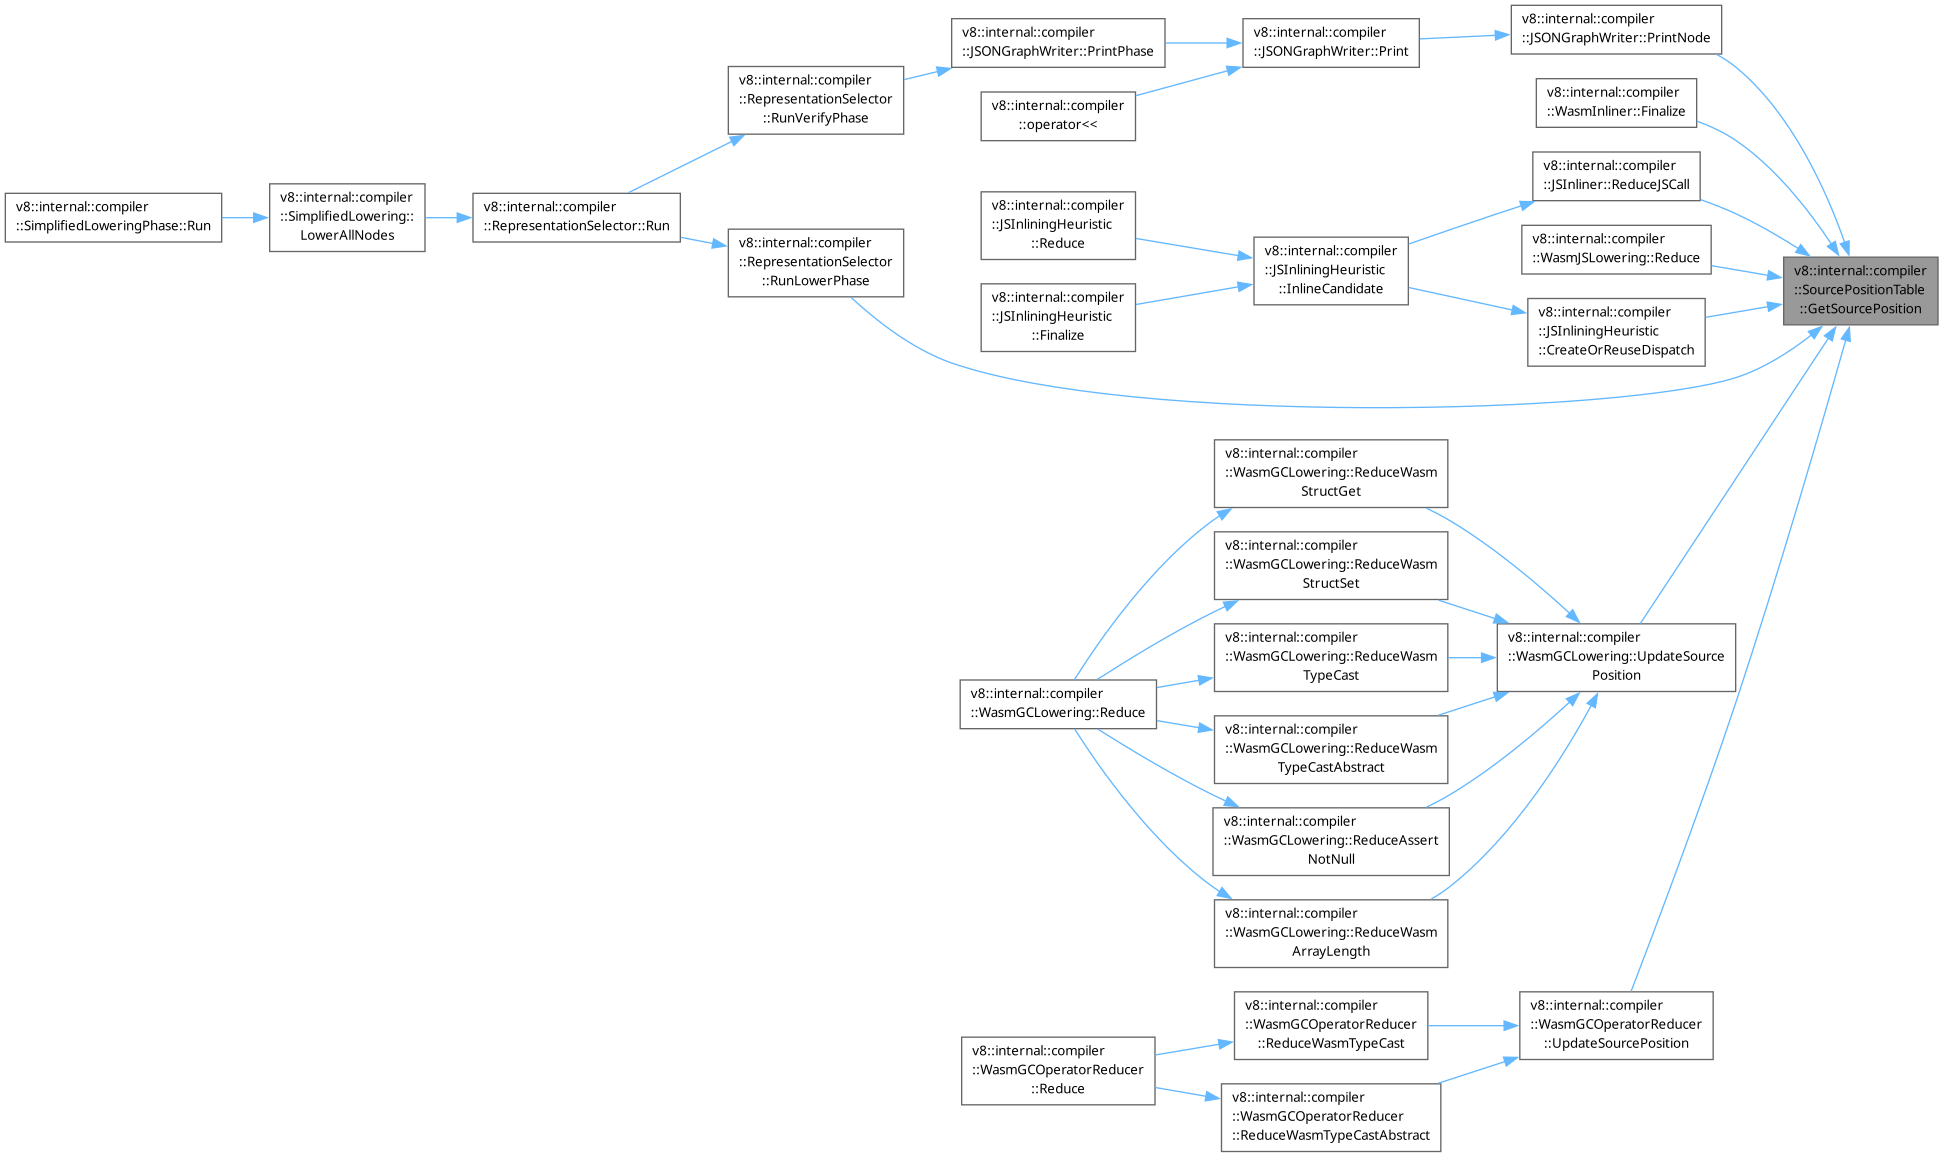 v8::internal::compiler
::SimplifiedLoweringPhase::Run
v8::internal::compiler
::SimplifiedLowering::
LowerAllNodes
v8::internal::compiler
::RepresentationSelector::Run
v8::internal::compiler
::RepresentationSelector
::RunVerifyPhase
v8::internal::compiler
::RepresentationSelector
::RunLowerPhase
v8::internal::compiler
::JSONGraphWriter::PrintPhase
v8::internal::compiler
::operator<<
v8::internal::compiler
::JSInliningHeuristic
::Reduce
v8::internal::compiler
::JSInliningHeuristic
::Finalize
v8::internal::compiler
::JSONGraphWriter::Print
v8::internal::compiler
::JSInliningHeuristic
::InlineCandidate
v8::internal::compiler
::JSONGraphWriter::PrintNode
v8::internal::compiler
::WasmInliner::Finalize
v8::internal::compiler
::JSInliner::ReduceJSCall
v8::internal::compiler
::WasmJSLowering::Reduce
v8::internal::compiler
::JSInliningHeuristic
::CreateOrReuseDispatch
v8::internal::compiler
::SourcePositionTable
::GetSourcePosition
v8::internal::compiler
::WasmGCLowering::ReduceWasm
StructGet
v8::internal::compiler
::WasmGCLowering::ReduceWasm
StructSet
v8::internal::compiler
::WasmGCLowering::ReduceWasm
TypeCast
v8::internal::compiler
::WasmGCLowering::ReduceWasm
TypeCastAbstract
v8::internal::compiler
::WasmGCLowering::ReduceAssert
NotNull
v8::internal::compiler
::WasmGCLowering::ReduceWasm
ArrayLength
v8::internal::compiler
::WasmGCLowering::Reduce
v8::internal::compiler
::WasmGCLowering::UpdateSource
Position
v8::internal::compiler
::WasmGCOperatorReducer
::Reduce
v8::internal::compiler
::WasmGCOperatorReducer
::ReduceWasmTypeCast
v8::internal::compiler
::WasmGCOperatorReducer
::ReduceWasmTypeCastAbstract
v8::internal::compiler
::WasmGCOperatorReducer
::UpdateSourcePosition